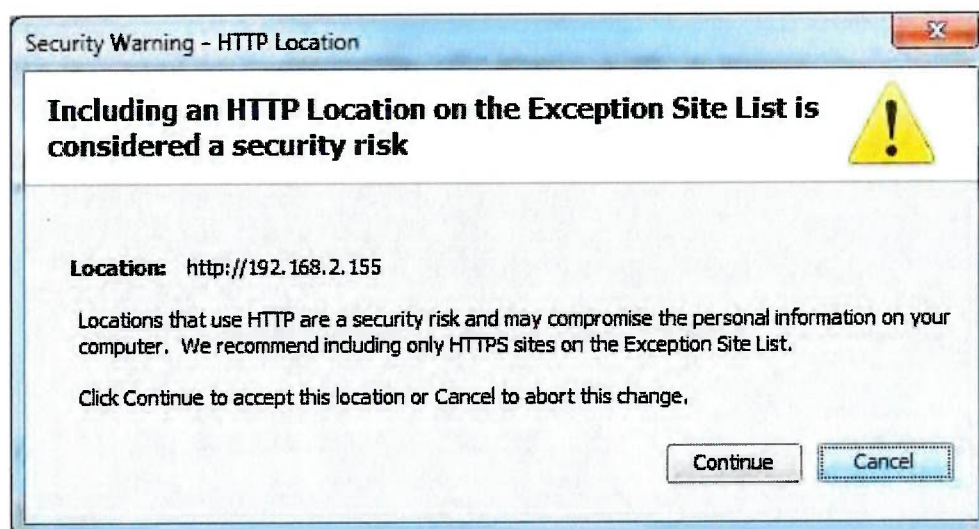 Security Warning - HTTP Location
Including an HTTP Location on the Exception Site List is
considered a security risk
Location: http://192.168.2.155
Locations that use HTTP are a security risk and may compromise the personal information on your
computer. We recommend including only HTTPS sites on the Exception Site List.
Click Continue to accept this location or Cancel to abort this change.
Continue Cancel